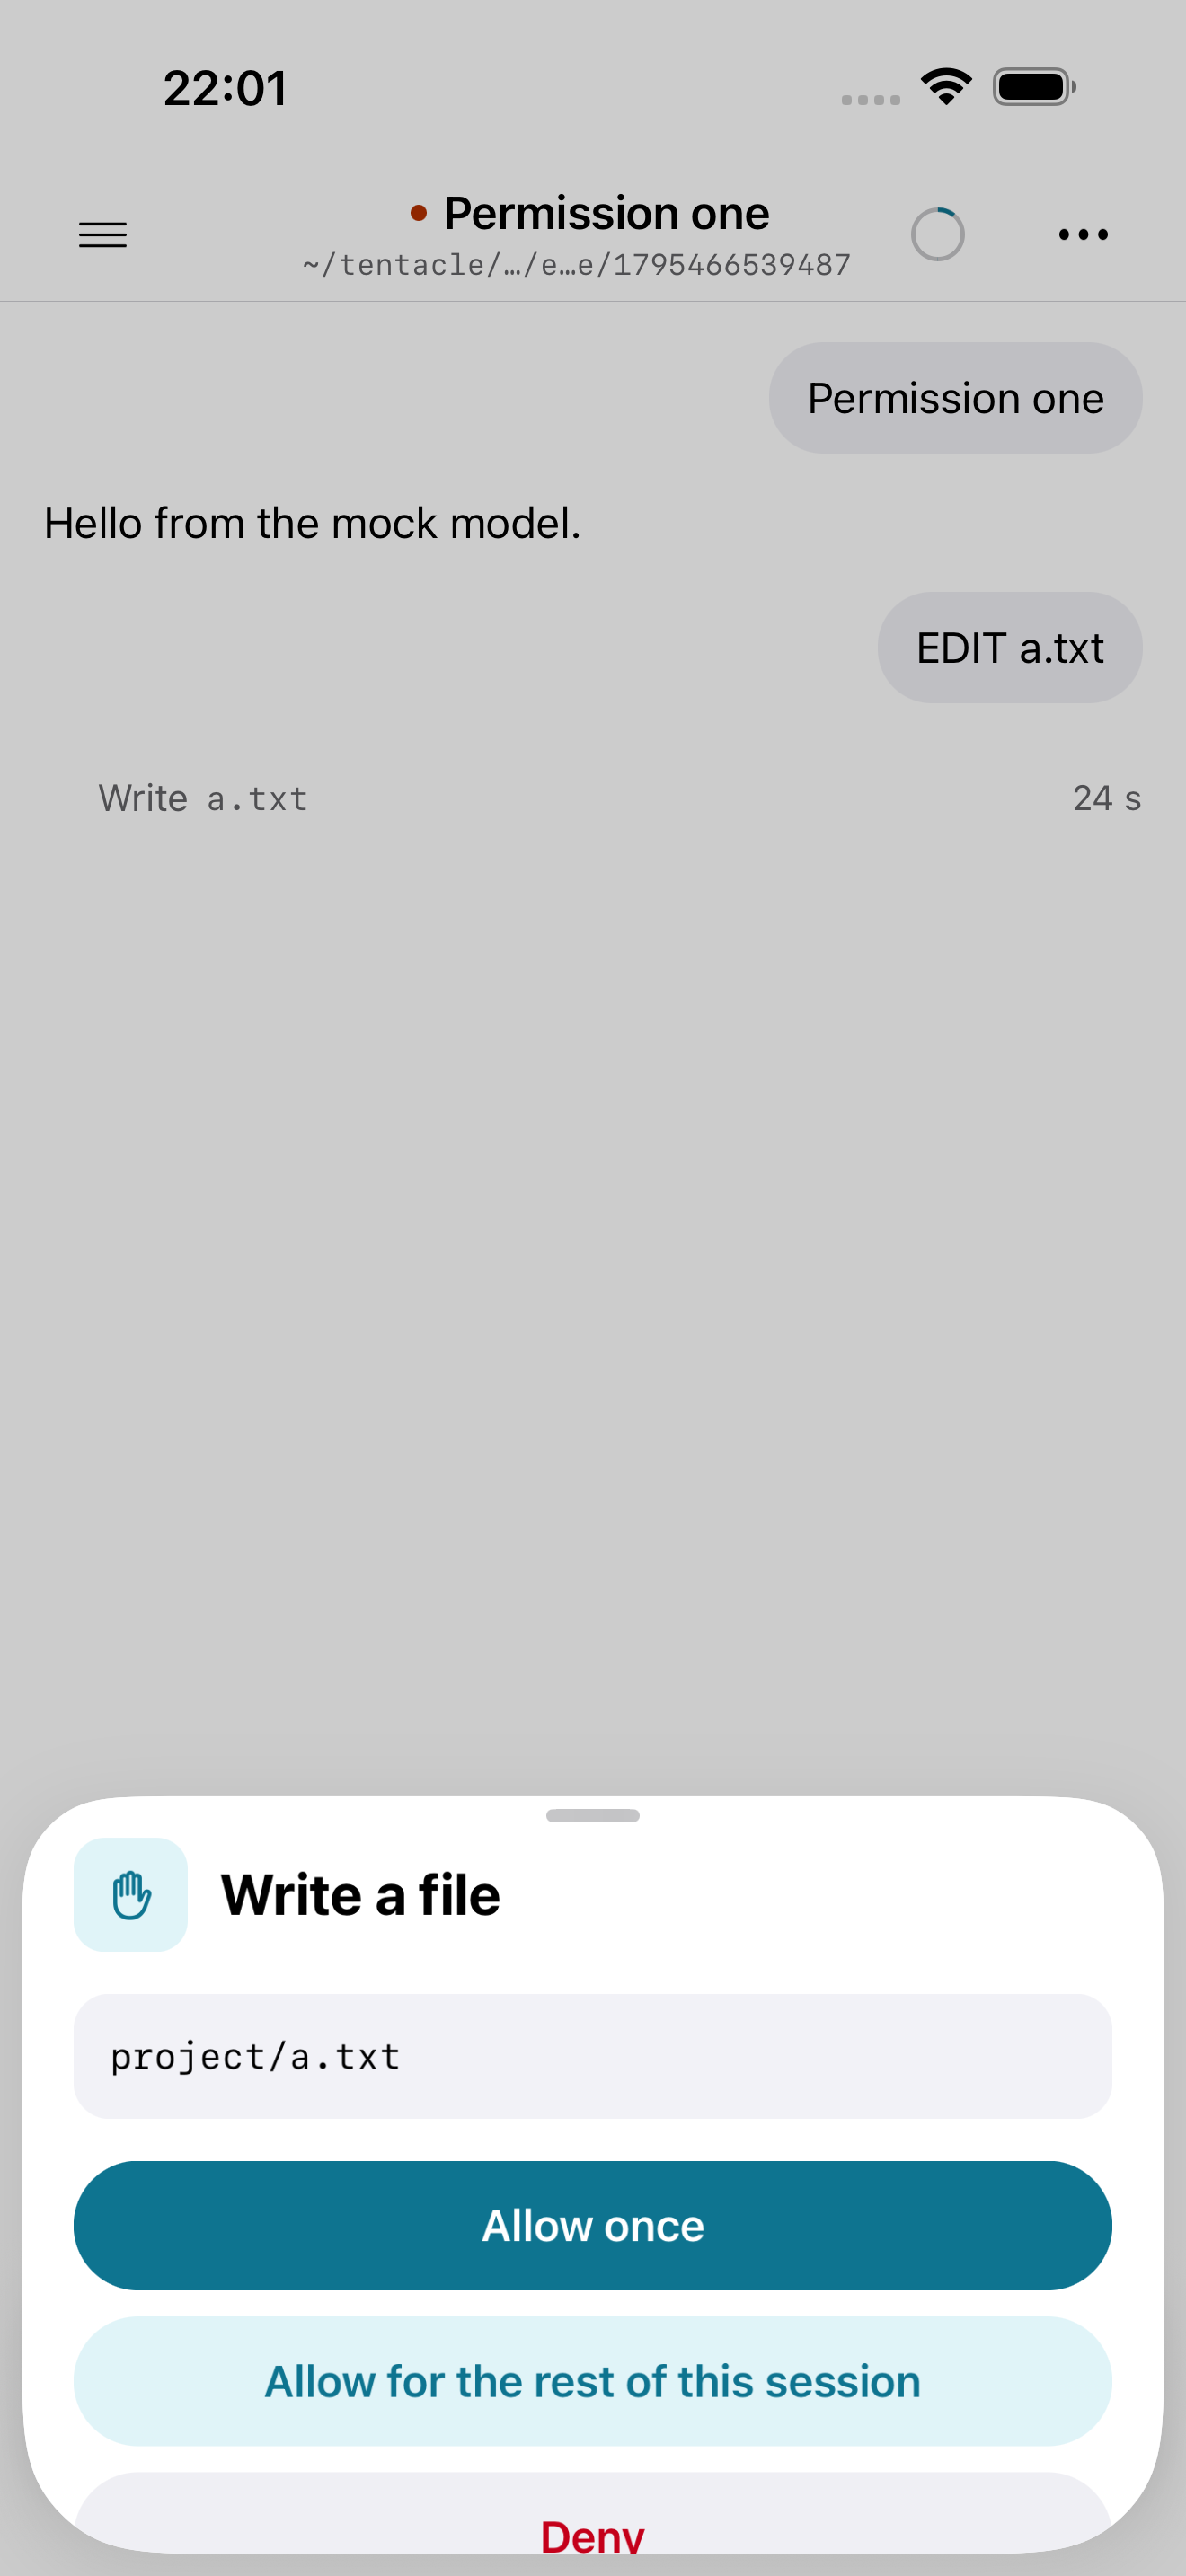 22:01
Permission one
~/tentacle/…/e…e/1795466539487
Permission one
Hello from the mock model.
EDIT a.txt
Write a.txt 24 s
Write a file
project/a.txt
Allow once
Allow for the rest of this session
Deny